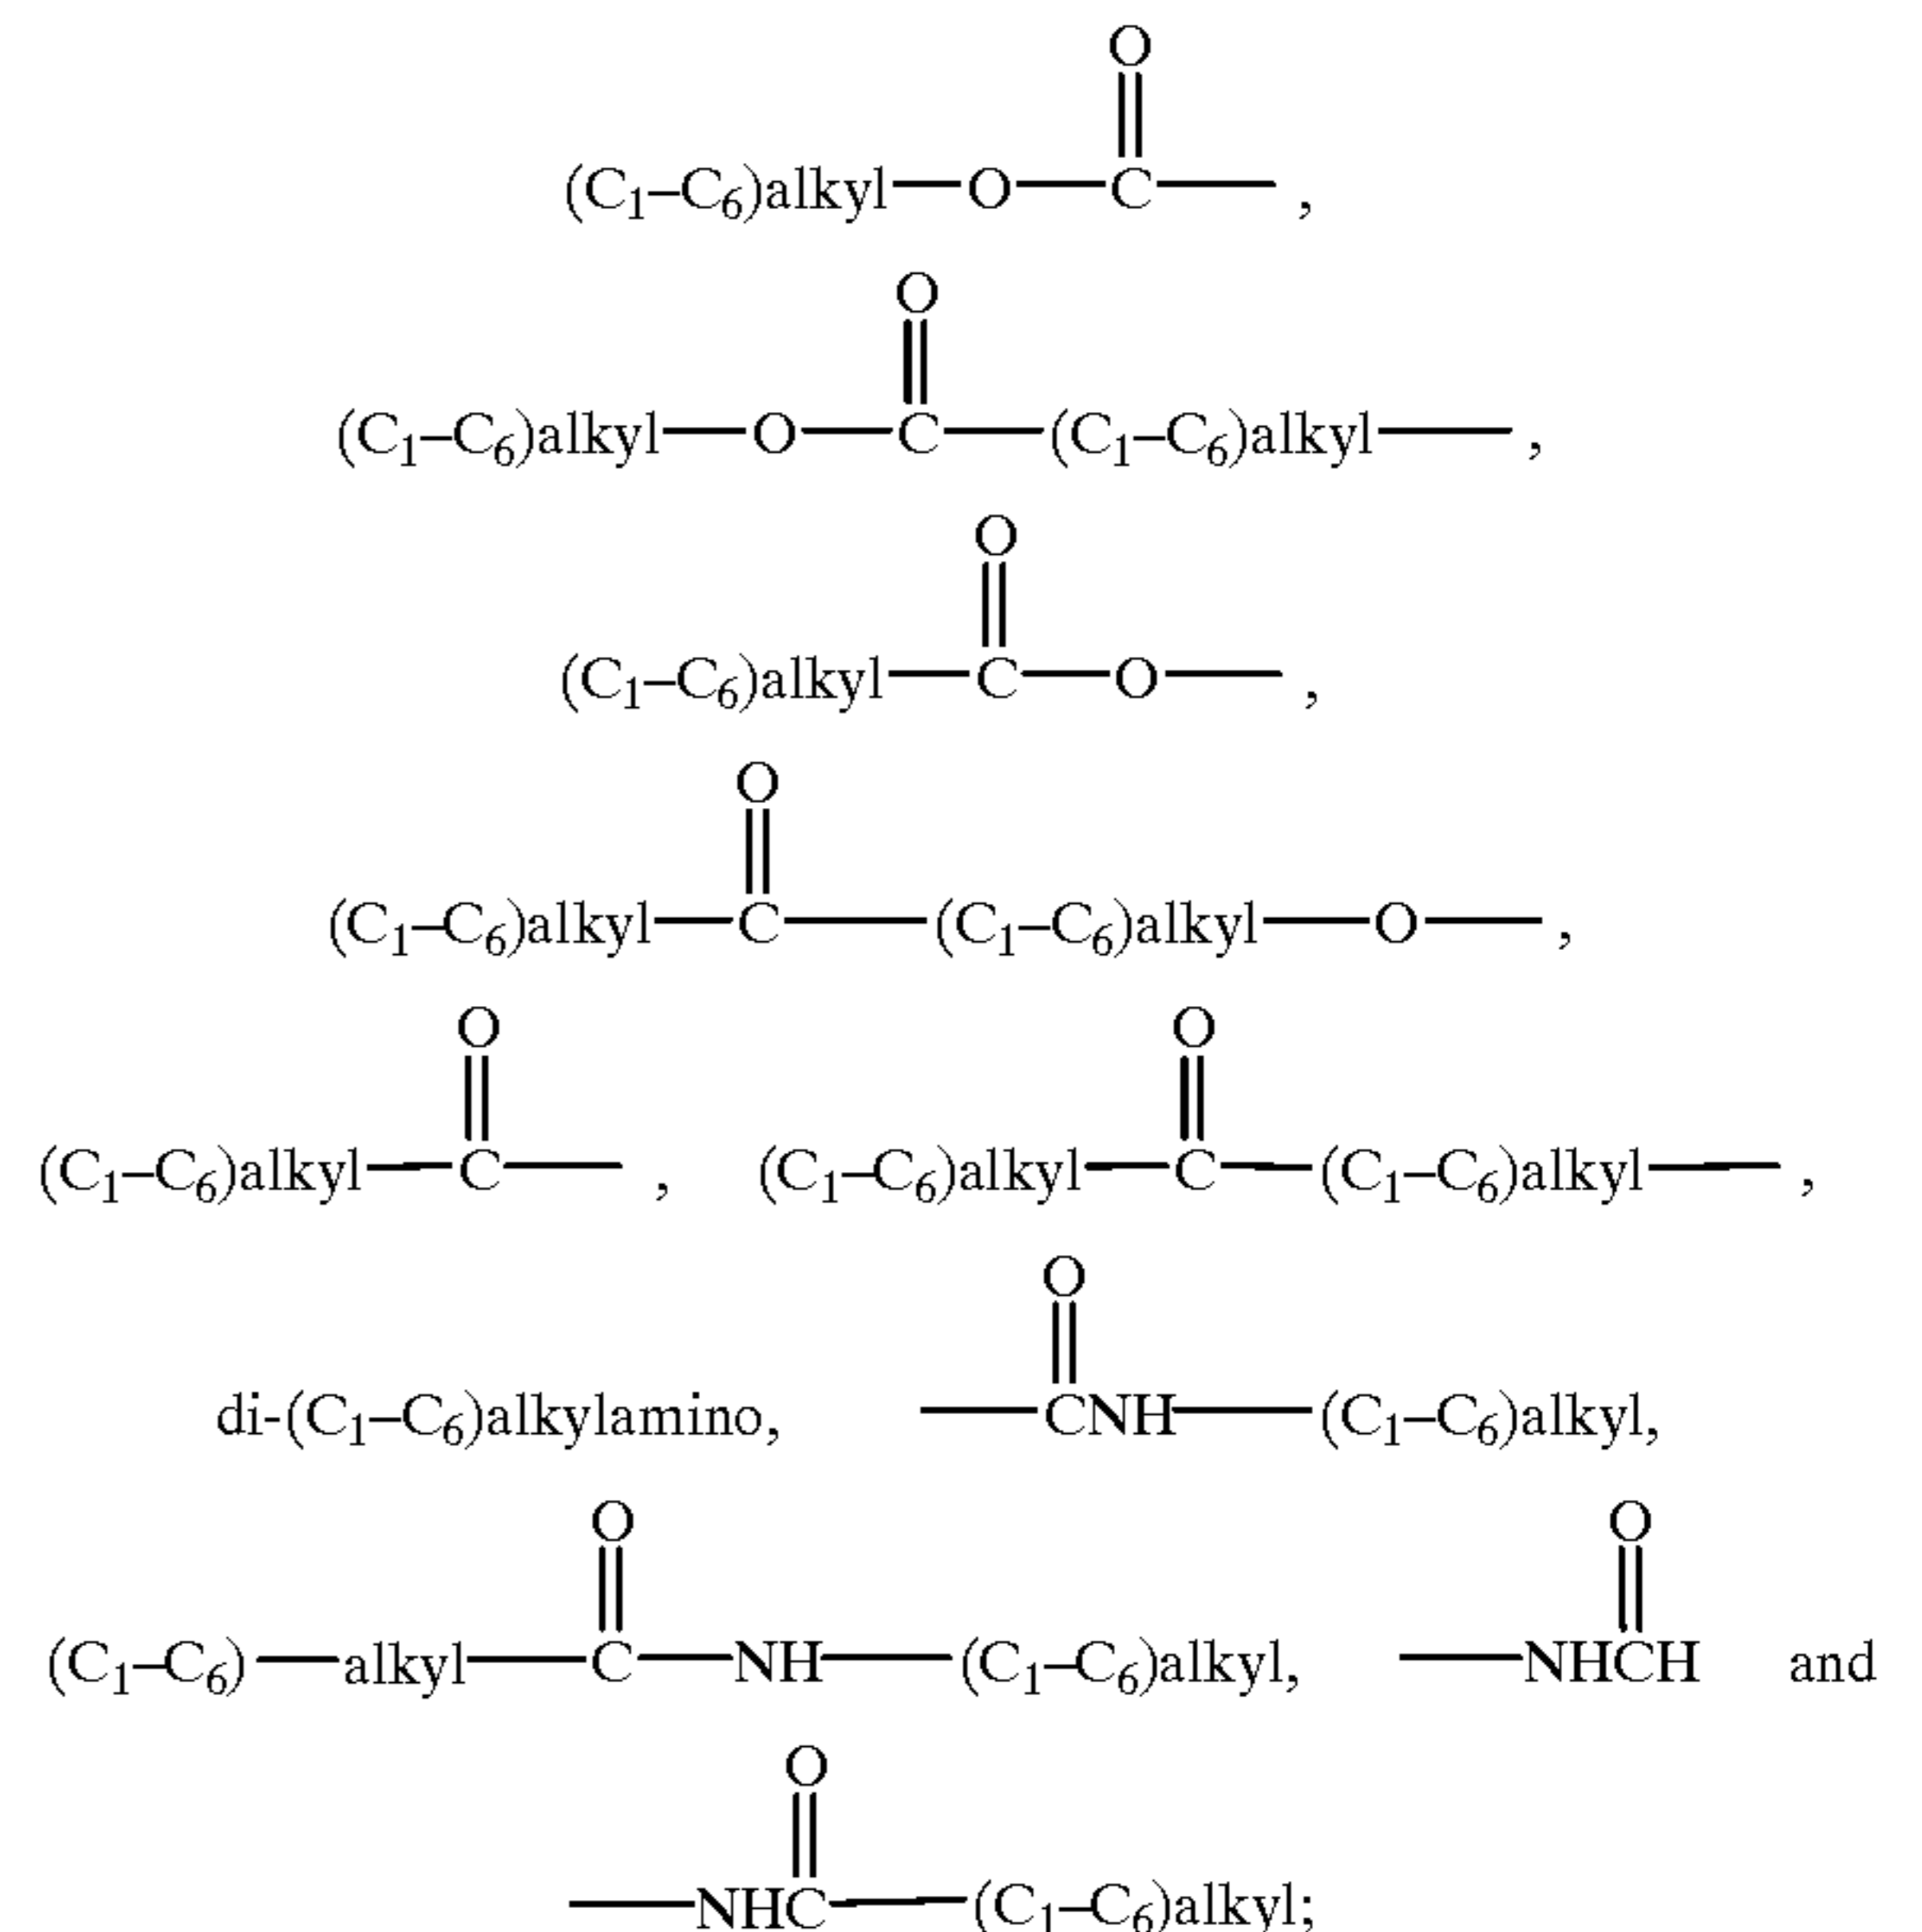 O
(C₁–C₆)alkyl—O—C—,
O
(C₁–C₆)alkyl—O—C—(C₁–C₆)alkyl—,
O
(C₁–C₆)alkyl—C—O—,
O
(C₁–C₆)alkyl—C—(C₁–C₆)alkyl—O—,
O O
(C₁–C₆)alkyl—C—, (C₁–C₆)alkyl—C—(C₁–C₆)alkyl—,
O
di-(C₁–C₆)alkylamino, —CNH—(C₁–C₆)alkyl,
O O
(C₁–C₆)—alkyl—C—NH—(C₁–C₆)alkyl, —NHCH and
O
—NHC—(C₁–C₆)alkyl;